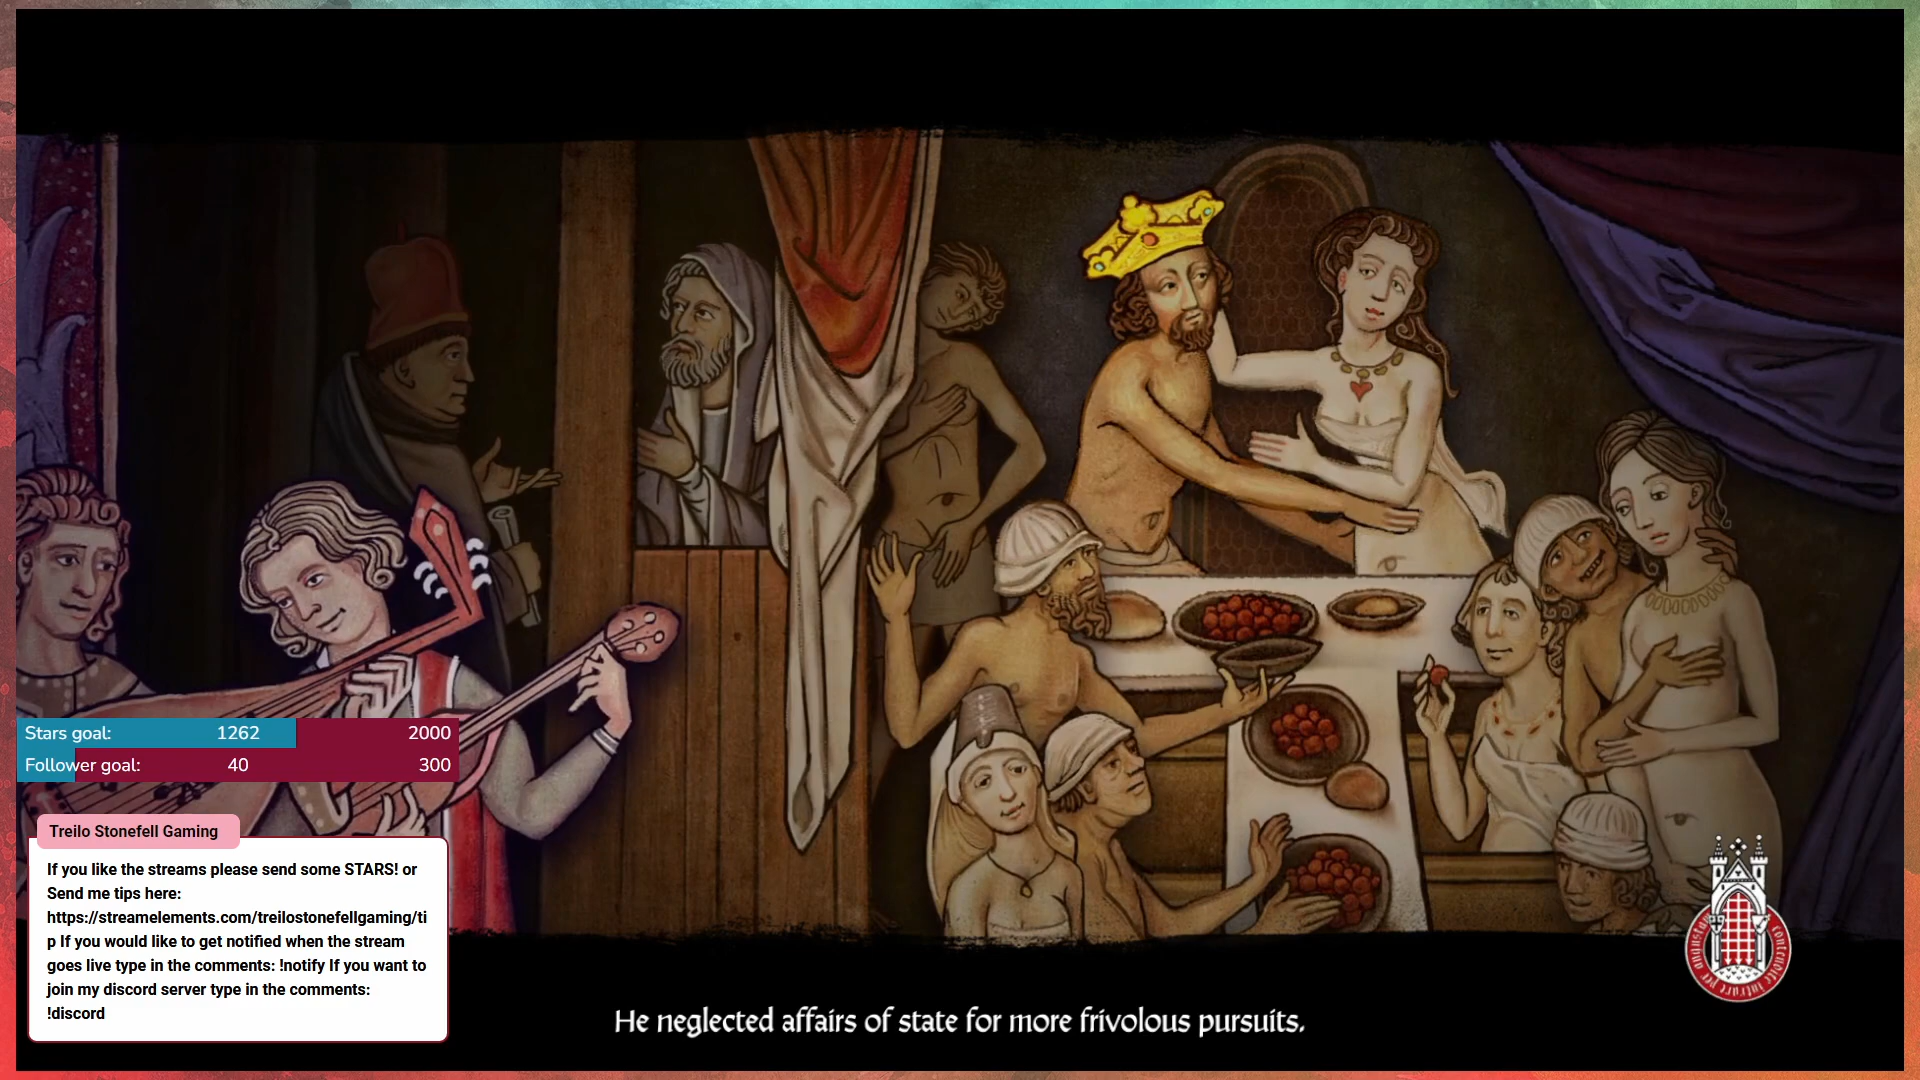 Stars goal: 1262 2000
Follower goal: 40 300
Treilo Stonefell Gaming
If you like the streams please send some STARS! or
Send me tips here:
https://streamelements.com/treilostonefellgaming/ti
p If you would like to get notified when the stream
goes live type in the comments: !notify If you want to
join my discord server type in the comments:
!discord
He neglected affairs of state for more frivolous pursuits.